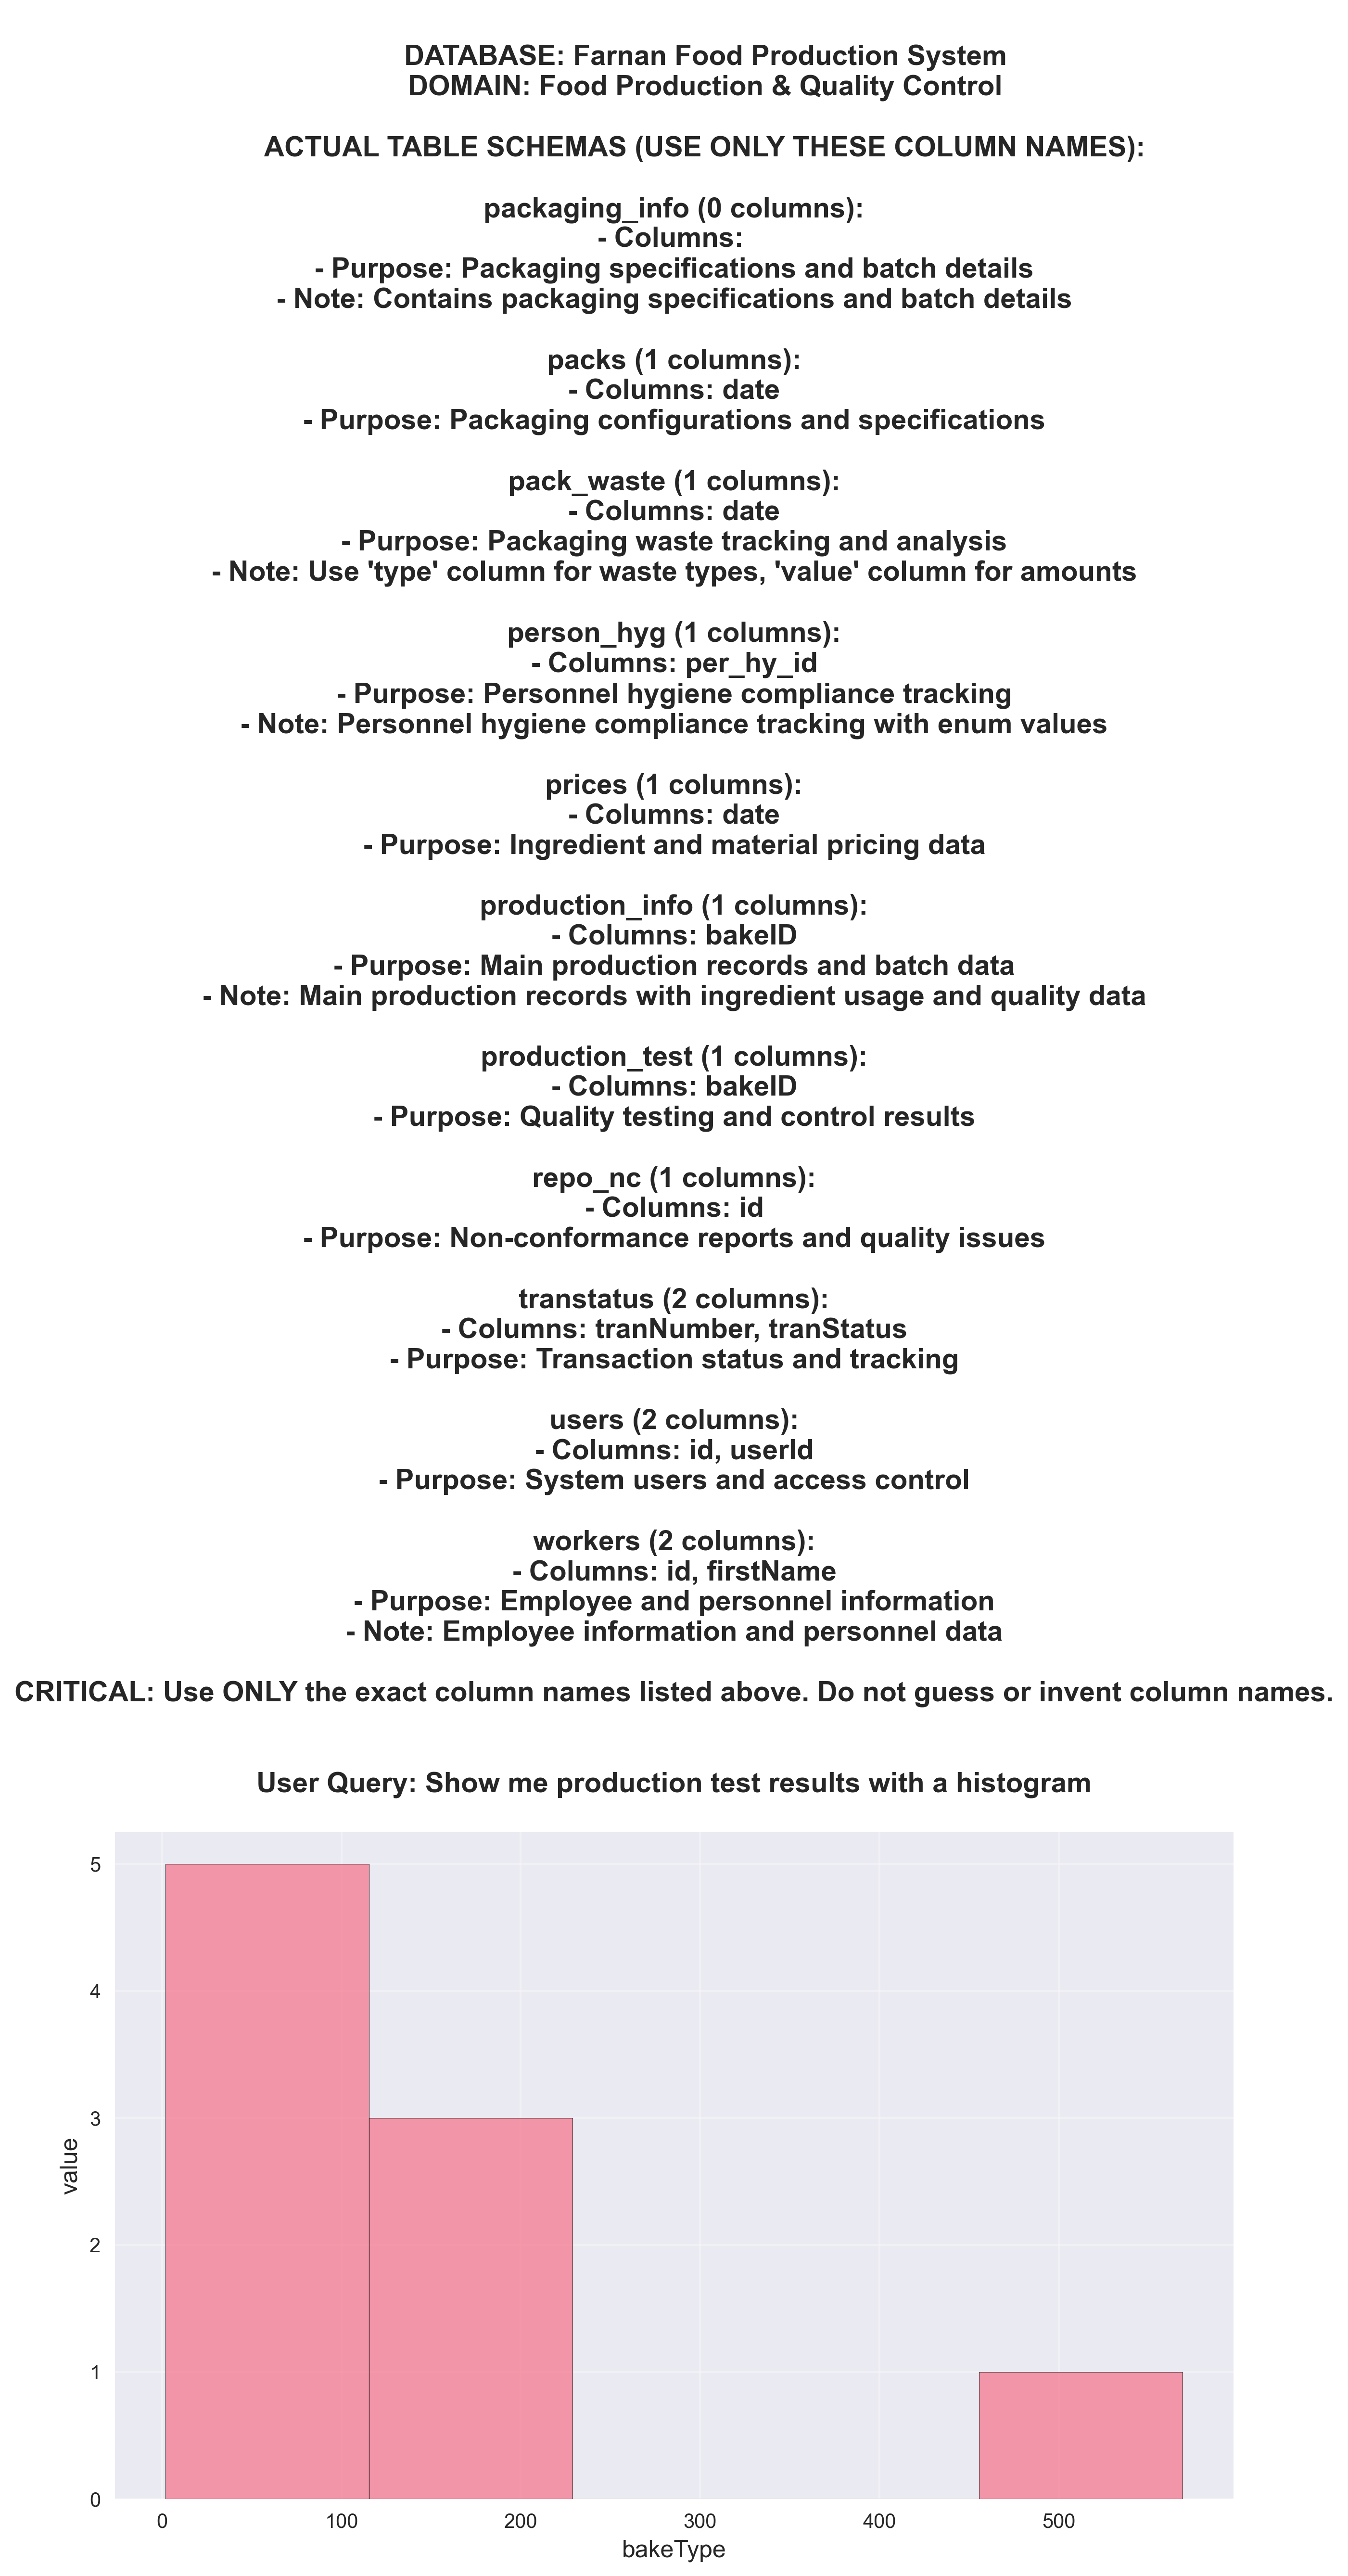 DATABASE: Farnan Food Production System
DOMAIN: Food Production & Quality Control
ACTUAL TABLE SCHEMAS (USE ONLY THESE COLUMN NAMES):
packaging_info (0 columns):
- Columns:
- Purpose: Packaging specifications and batch details
- Note: Contains packaging specifications and batch details
packs (1 columns):
- Columns: date
- Purpose: Packaging configurations and specifications
pack_waste (1 columns):
- Columns: date
- Purpose: Packaging waste tracking and analysis
- Note: Use 'type' column for waste types, 'value' column for amounts
person_hyg (1 columns):
- Columns: per_hy_id
- Purpose: Personnel hygiene compliance tracking
- Note: Personnel hygiene compliance tracking with enum values
prices (1 columns):
- Columns: date
- Purpose: Ingredient and material pricing data
production_info (1 columns):
- Columns: bakeID
- Purpose: Main production records and batch data
- Note: Main production records with ingredient usage and quality data
production_test (1 columns):
- Columns: bakeID
- Purpose: Quality testing and control results
repo_nc (1 columns):
- Columns: id
- Purpose: Non-conformance reports and quality issues
transtatus (2 columns):
- Columns: tranNumber, tranStatus
- Purpose: Transaction status and tracking
users (2 columns):
- Columns: id, userId
- Purpose: System users and access control
workers (2 columns):
- Columns: id, firstName
- Purpose: Employee and personnel information
- Note: Employee information and personnel data
CRITICAL: Use ONLY the exact column names listed above. Do not guess or invent column names.
User Query: Show me production test results with a histogram
5
4
3
2
1
0
value
0 100 200 300 400 500
bakeType